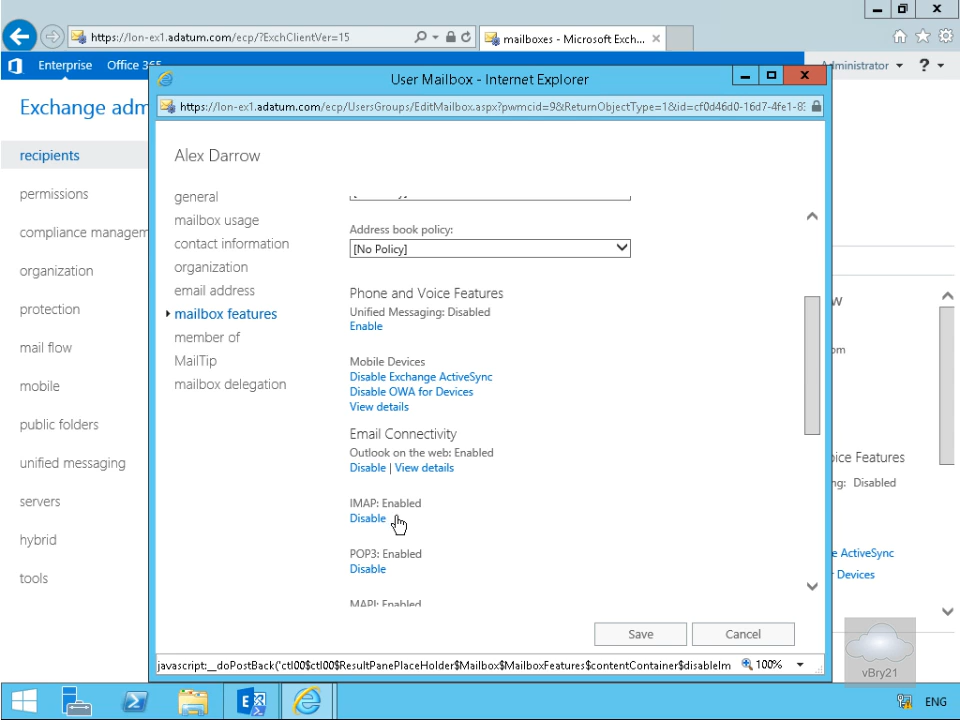 https://lon-ex1.adatum.com/ecp/?ExchClientVer=15
mailboxes - Microsoft Exch...
Enterprise Office 365
Administrator
?
User Mailbox - Internet Explorer
https://lon-ex1.adatum.com/ecp/UsersGroups/EditMailbox.aspx?pwmcid=9&ReturnObjectType=1&id=cf0d46d0-16d7-4fe1-83
Exchange adm
recipients
permissions
compliance managem
organization
protection
mail flow
mobile
public folders
unified messaging
servers
hybrid
tools
Alex Darrow
general
mailbox usage
contact information
organization
email address
mailbox features
member of
MailTip
mailbox delegation
Address book policy:
[No Policy]
Phone and Voice Features
Unified Messaging: Disabled
Enable
Mobile Devices
Disable Exchange ActiveSync
Disable OWA for Devices
View details
Email Connectivity
Outlook on the web: Enabled
Disable | View details
IMAP: Enabled
Disable
POP3: Enabled
Disable
MAPI: Enabled
Save
Cancel
w
om
oice Features
ng: Disabled
e ActiveSync
r Devices
javascript:__doPostBack('ctl00$ctl00$ResultPanePlaceHolder$Mailbox$MailboxFeatures$contentContainer$disableIm
100%
vBry21
ENG